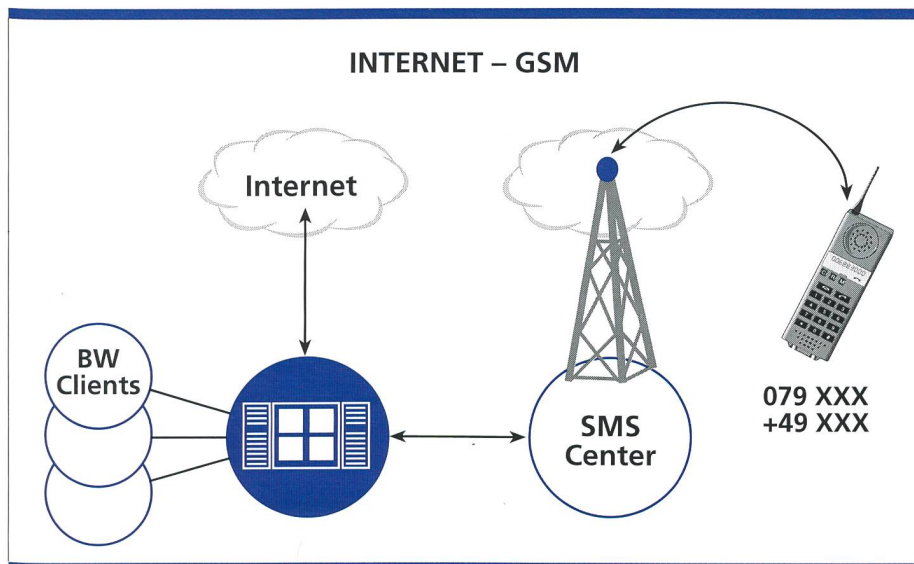 INTERNET – GSM
Internet
BW
Clients
SMS
Center
079 XXX
+49 XXX